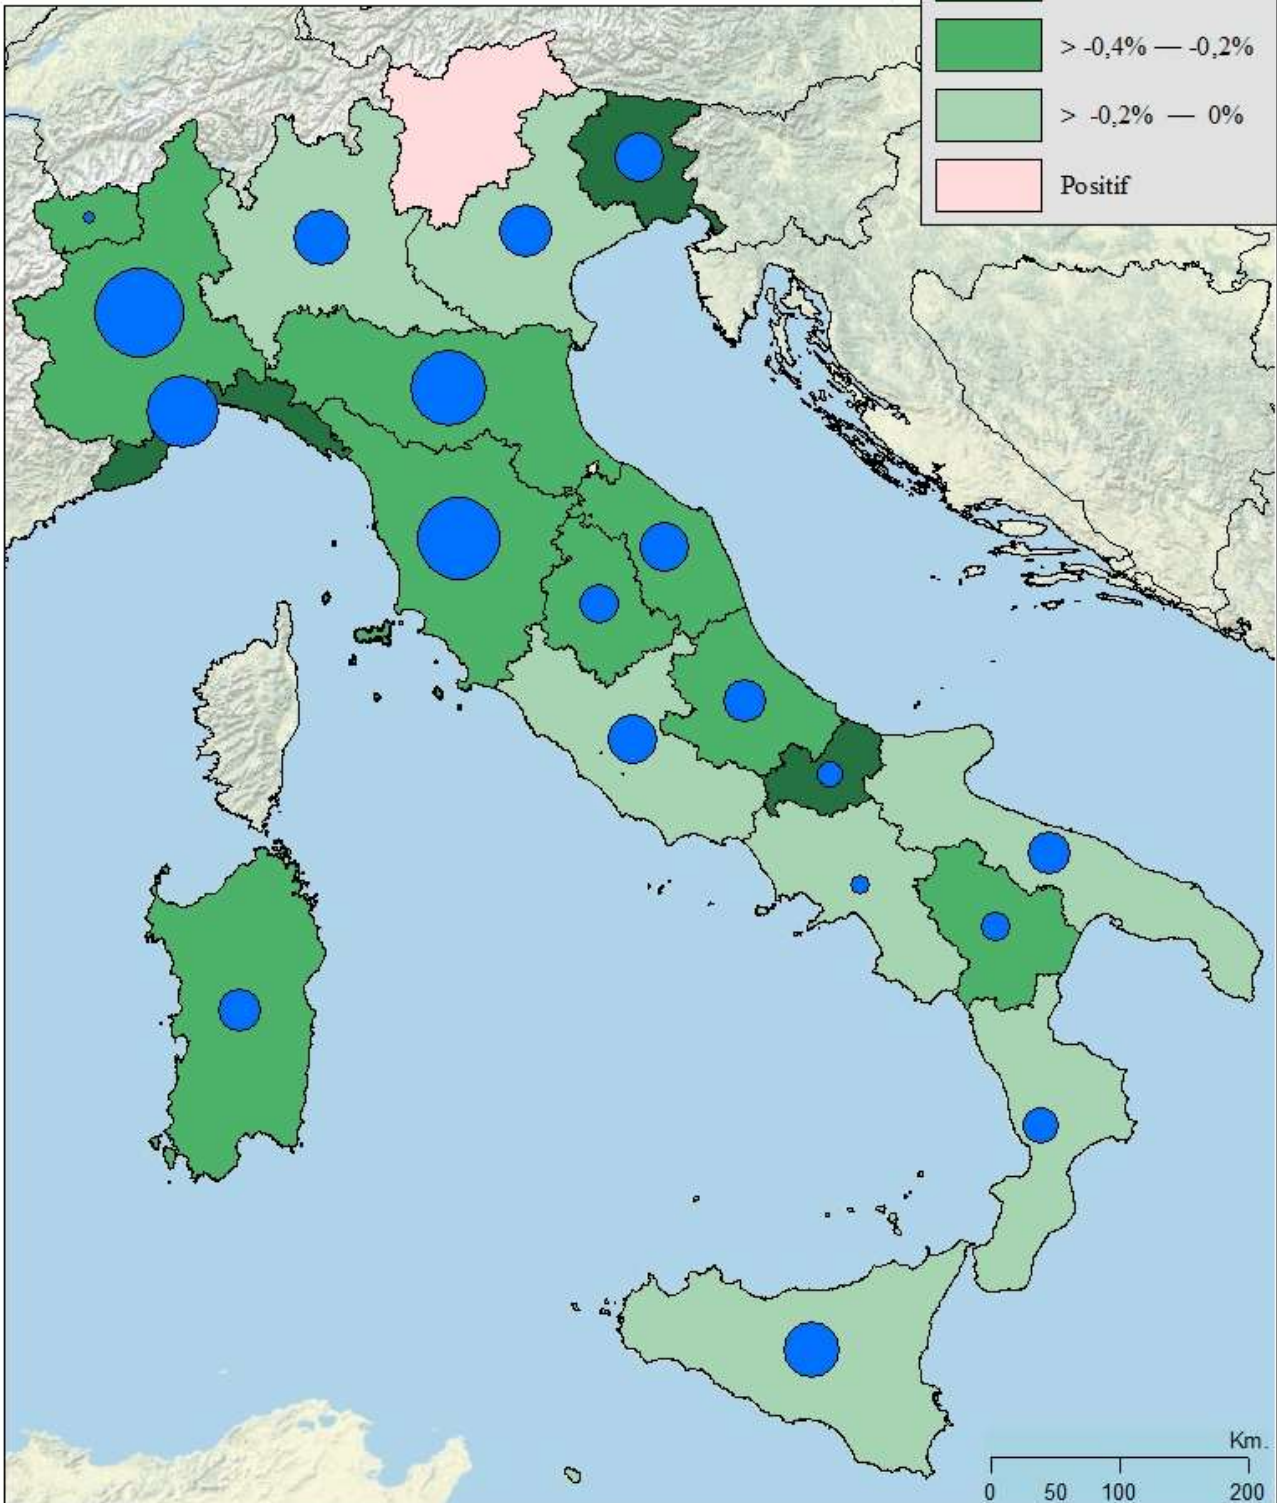 > -0,4% — -0,2%
> -0,2% — 0%
Positif
Km.
0 50 100 200